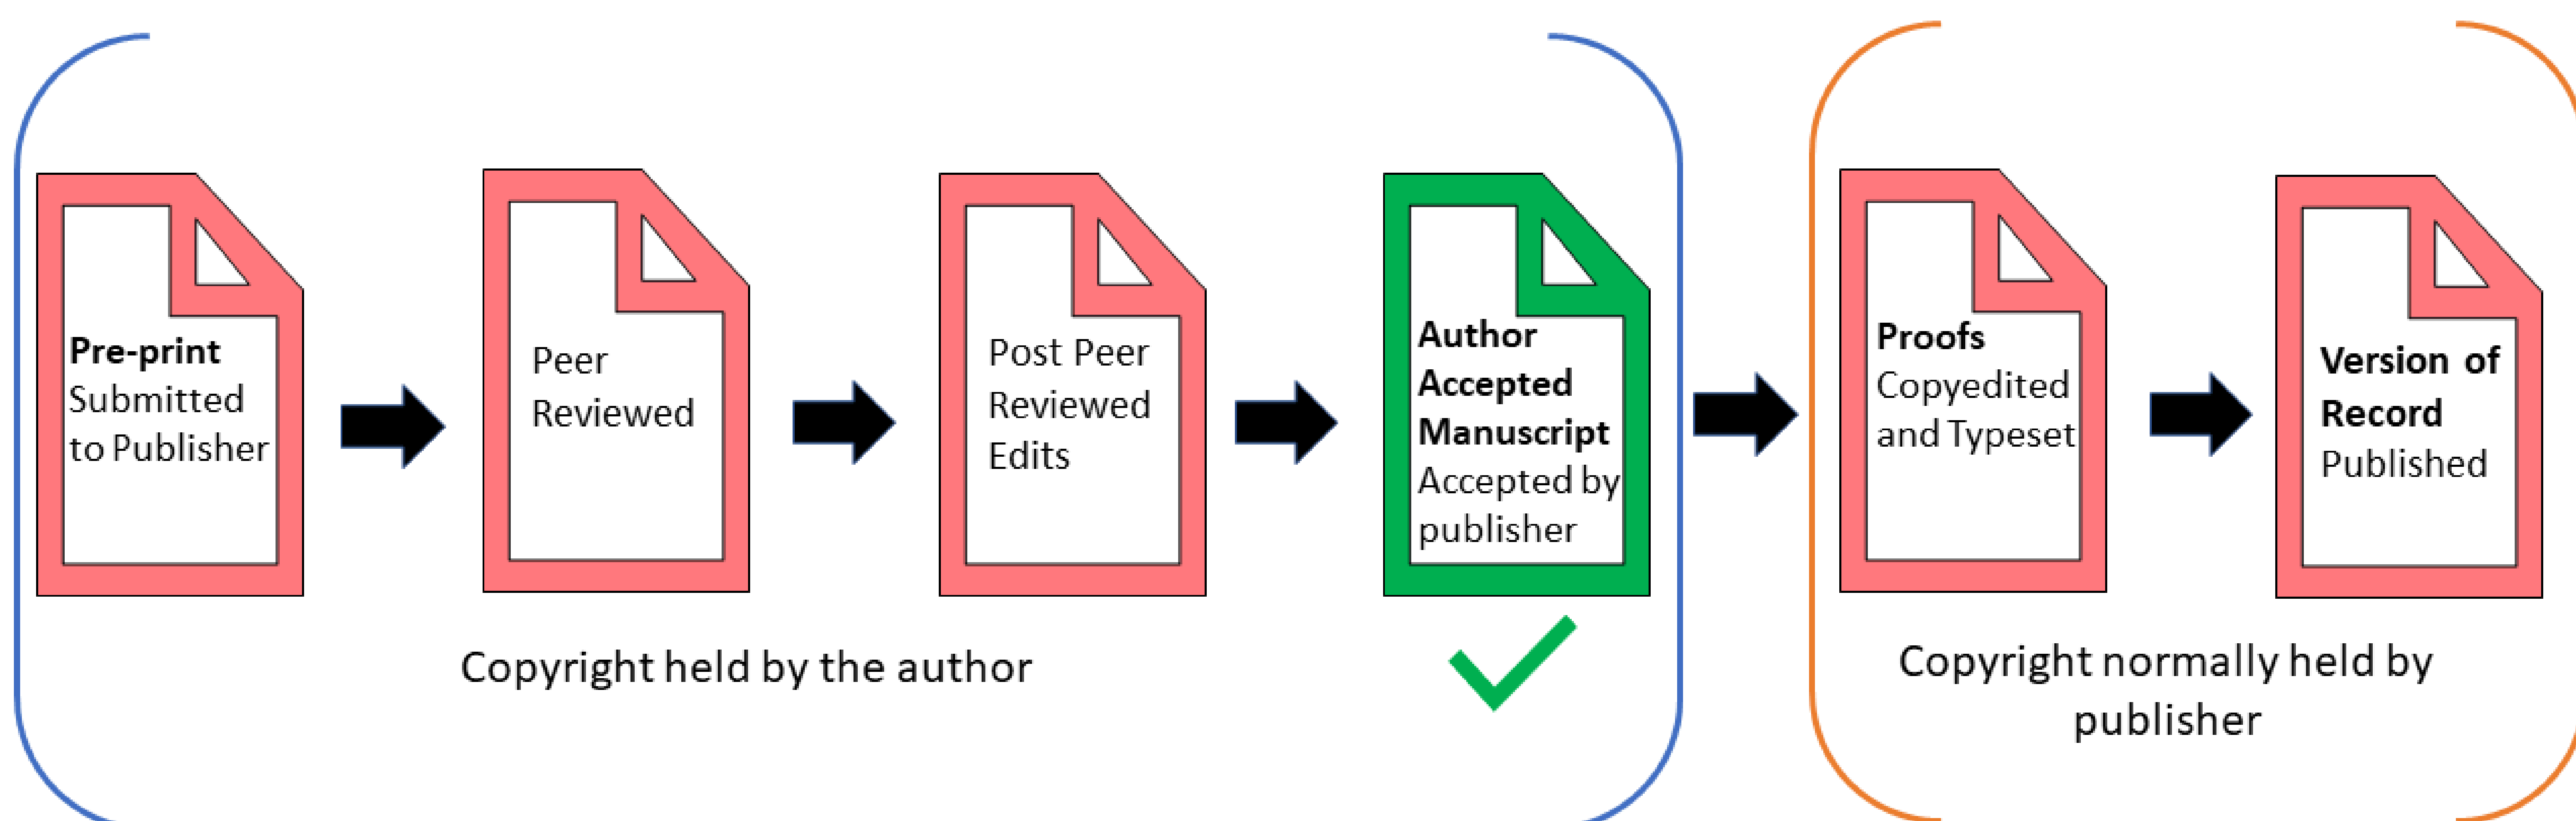 Pre-print
Submitted
to Publisher
Peer
Reviewed
Post Peer
Reviewed
Edits
Author
Accepted
Manuscript
Accepted by
publisher
Proofs
Copyedited
and Typeset
Version of
Record
Published
Copyright held by the author
Copyright normally held by
publisher